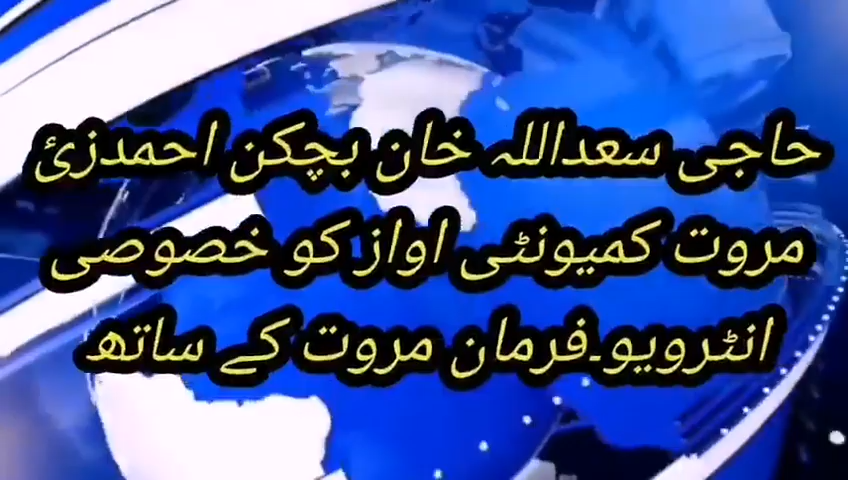 حاجی سعداللہ خان بچکن احمدزئ
مروت کمیونٹی اواز کو خصوصی
انٹرویو۔فرمان مروت کے ساتھ